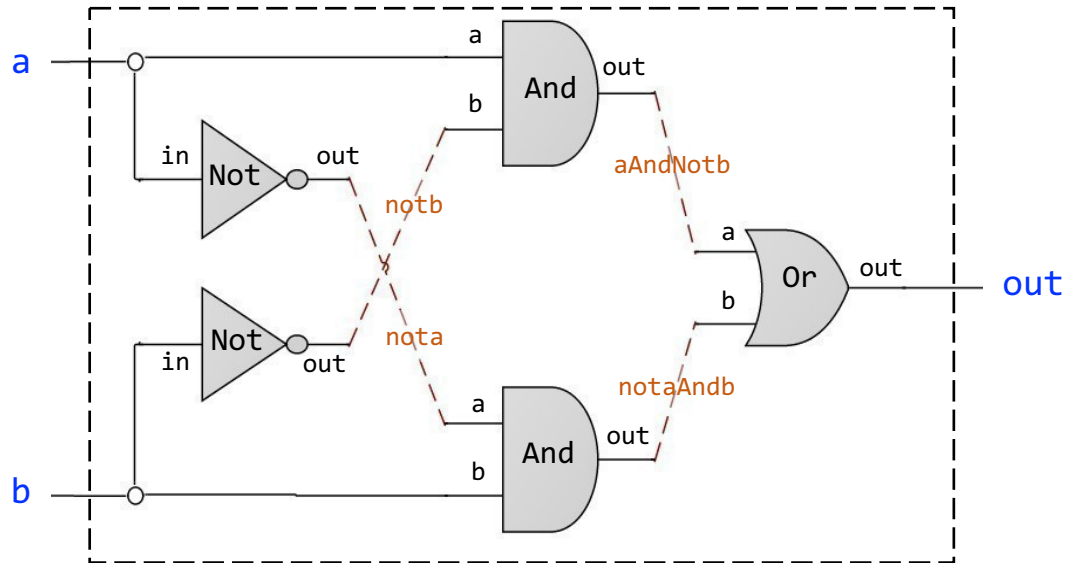 a
a
b
And
out
in
Not
out
notb
aAndNotb
a
b
Or
out
out
Not
in
out
nota
notaAndb
a
b
And
out
b